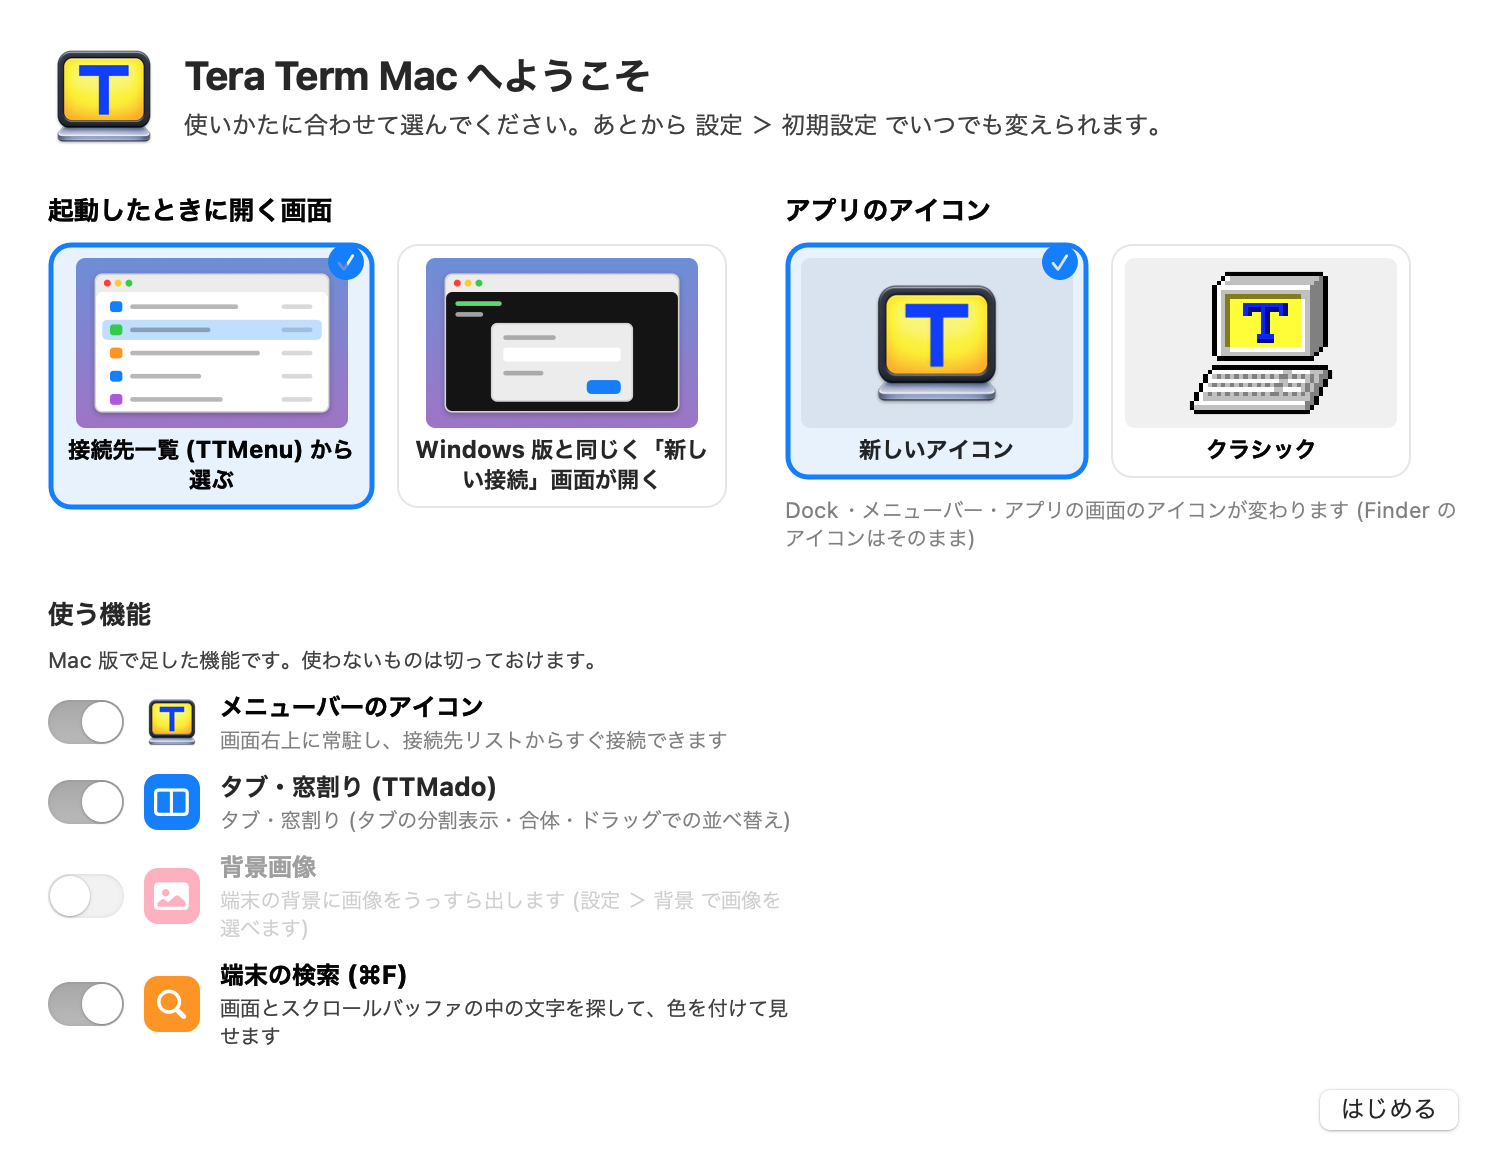 Tera Term Mac へようこそ
使いかたに合わせて選んでください。あとから 設定 > 初期設定 でいつでも変えられます。
起動したときに開く画面
接続先一覧 (TTMenu) から
選ぶ
Windows 版と同じく「新し
い接続」画面が開く
アプリのアイコン
新しいアイコン
クラシック
Dock・メニューバー・アプリの画面のアイコンが変わります (Finder の
アイコンはそのまま)
使う機能
Mac 版で足した機能です。使わないものは切っておけます。
メニューバーのアイコン
画面右上に常駐し、接続先リストからすぐ接続できます
タブ・窓割り (TTMado)
タブ・窓割り (タブの分割表示・合体・ドラッグでの並べ替え)
背景画像
端末の背景に画像をうっすら出します (設定 > 背景 で画像を
選べます)
端末の検索 (⌘F)
画面とスクロールバッファの中の文字を探して、色を付けて見
せます
はじめる